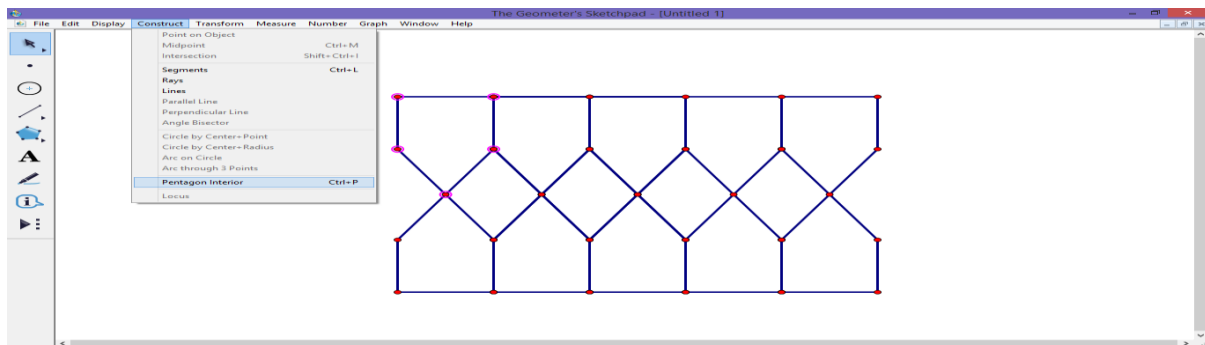 The Geometer's Sketchpad - [Untitled 1]
File Edit Display Construct Transform Measure Number Graph Window Help
Point on Object
Midpoint Ctrl+M
Intersection Shift+Ctrl+I
Segments Ctrl+L
Rays
Lines
Parallel Line
Perpendicular Line
Angle Bisector
Circle by Center+Point
Circle by Center+Radius
Arc on Circle
Arc through 3 Points
Pentagon Interior Ctrl+P
Locus
A